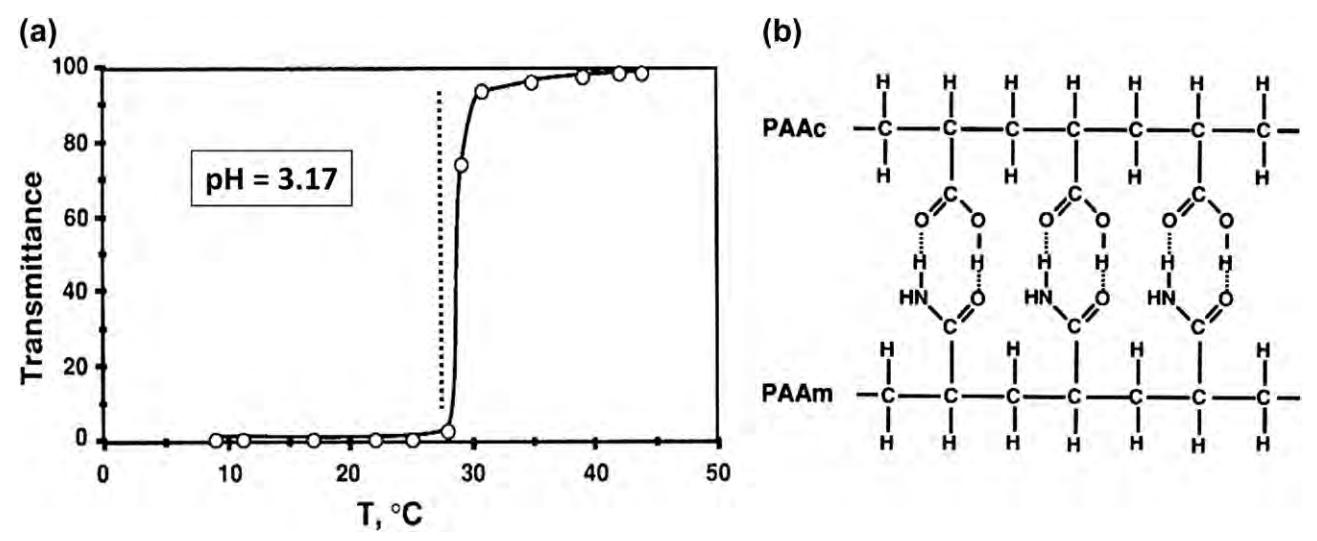 (a)
100
80
60
40
20
0
Transmittance
pH = 3.17
0 10 20 30 40 50
T, °C
(b)
H H H H H H H
PAAc C C C C C C C
H H H H
C C C
O O O O O O
H H H H H H
HN O HN O HN O
C C C
H H H H
PAAm C C C C C C C
H H H H H H H